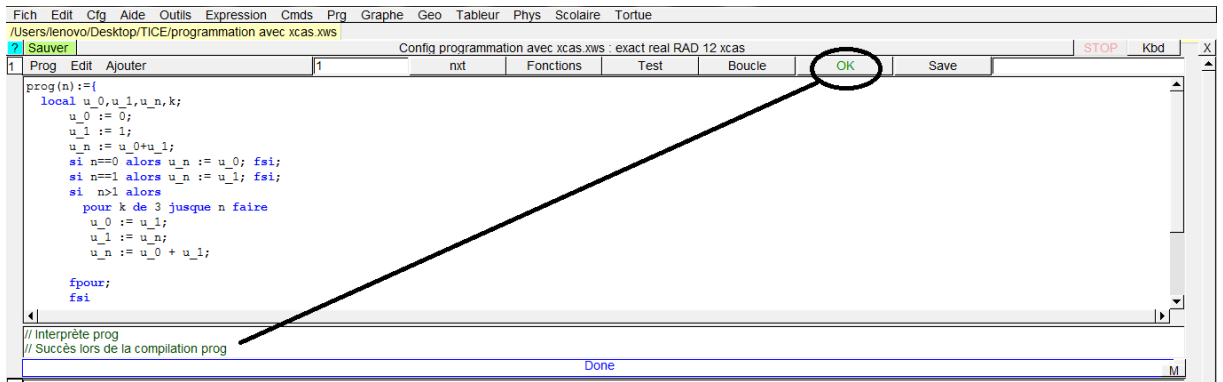 Fich Edit Cfg Aide Outils Expression Cmds Prg Graphe Geo Tableur Phys Scolaire Tortue
/Users/lenovo/Desktop/TICE/programmation avec xcas.xws
? Sauver Config programmation avec xcas.xws : exact real RAD 12 xcas STOP Kbd X
1 Prog Edit Ajouter 1 nxt Fonctions Test Boucle OK Save
prog(n):={
local u_0,u_1,u_n,k;
u_0 := 0;
u_1 := 1;
u_n := u_0+u_1;
si n==0 alors u_n := u_0; fsi;
si n==1 alors u_n := u_1; fsi;
si n>1 alors
pour k de 3 jusque n faire
u_0 := u_1;
u_1 := u_n;
u_n := u_0 + u_1;
fpour;
fsi
// Interprète prog
// Succès lors de la compilation prog
Done
M